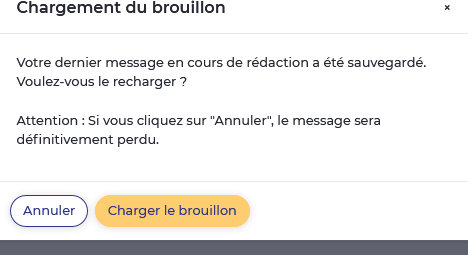 Chargement du brouillon
×
Votre dernier message en cours de rédaction a été sauvegardé.
Voulez-vous le recharger ?
Attention : Si vous cliquez sur "Annuler", le message sera
définitivement perdu.
Annuler
Charger le brouillon